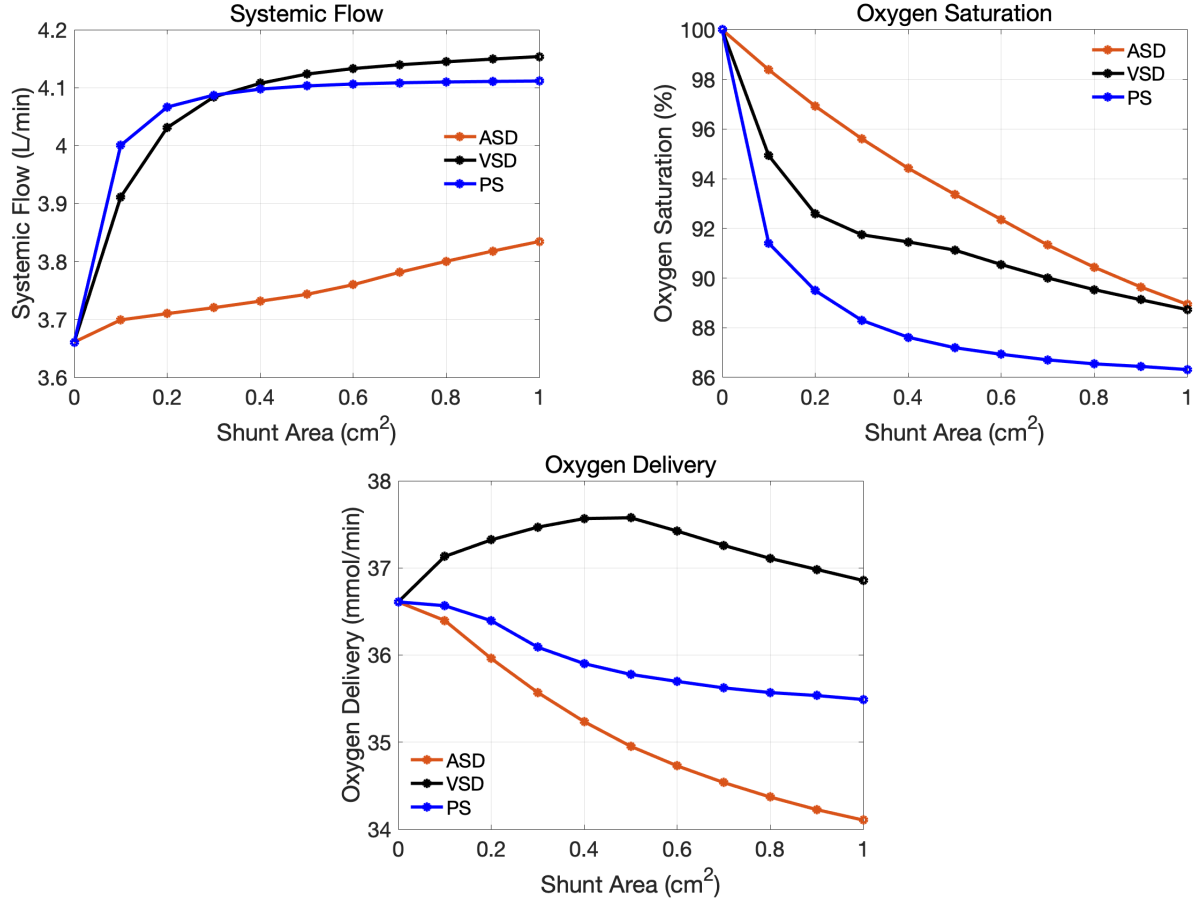 Systemic Flow
Systemic Flow (L/min)
4.2
4.1
4
3.9
3.8
3.7
3.6
ASD
VSD
PS
0
0.2
0.4
0.6
0.8
1
Shunt Area (cm²)
Oxygen Saturation
Oxygen Saturation (%)
100
98
96
94
92
90
88
86
ASD
VSD
PS
0
0.2
0.4
0.6
0.8
1
Shunt Area (cm²)
Oxygen Delivery
Oxygen Delivery (mmol/min)
38
37
36
35
34
ASD
VSD
PS
0
0.2
0.4
0.6
0.8
1
Shunt Area (cm²)